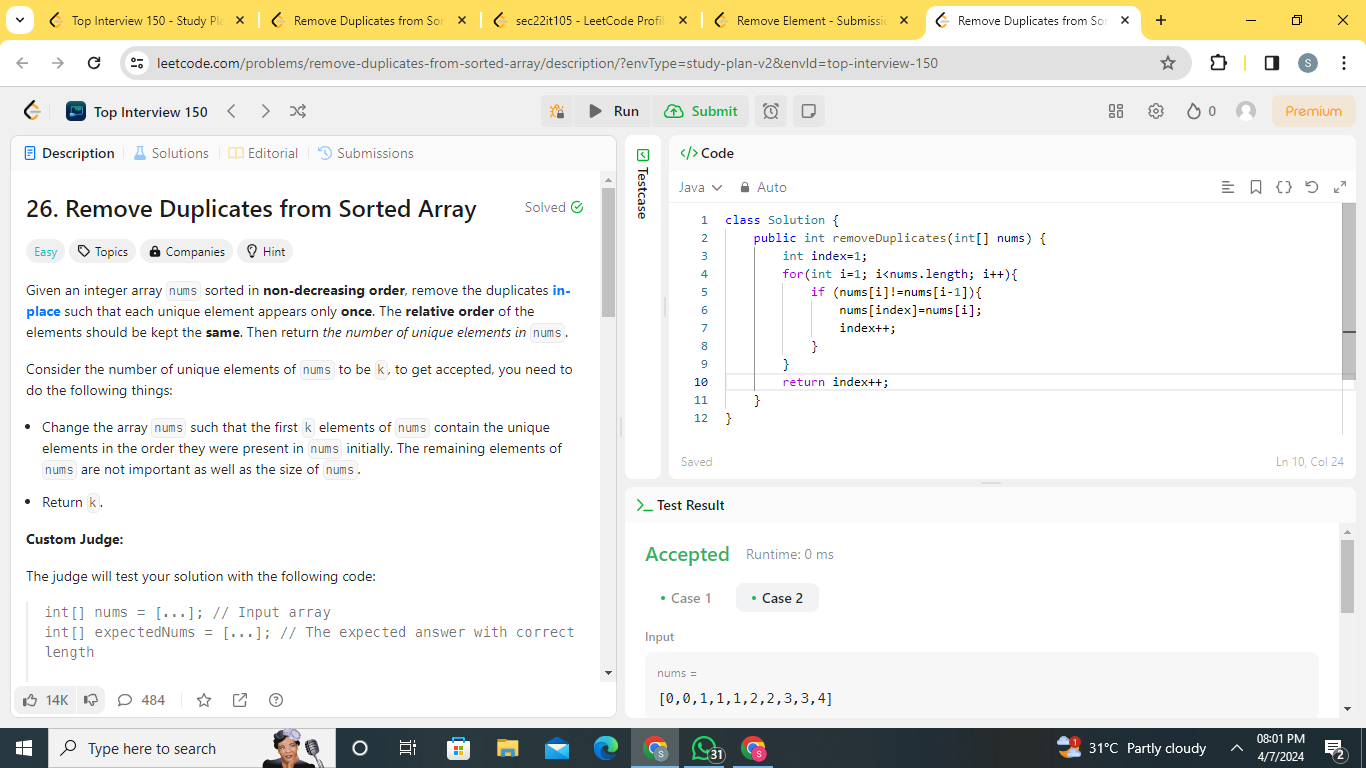 Top Interview 150 - Study Pl
Remove Duplicates from Sor
sec22it105 - LeetCode Profil
Remove Element - Submissi
Remove Duplicates from Sor
leetcode.com/problems/remove-duplicates-from-sorted-array/description/?envType=study-plan-v2&envId=top-interview-150
S
Top Interview 150
Run
Submit
0
Premium
Description
Solutions
Editorial
Submissions
26. Remove Duplicates from Sorted Array
Solved
Easy
Topics
Companies
Hint
Given an integer array nums sorted in non-decreasing order, remove the duplicates in-
place such that each unique element appears only once. The relative order of the
elements should be kept the same. Then return the number of unique elements in nums.
Consider the number of unique elements of nums to be k, to get accepted, you need to
do the following things:
• Change the array nums such that the first k elements of nums contain the unique
elements in the order they were present in nums initially. The remaining elements of
nums are not important as well as the size of nums.
• Return k.
Custom Judge:
The judge will test your solution with the following code:
int[] nums = [...]; // Input array
int[] expectedNums = [...]; // The expected answer with correct
length
14K
484
Testcase
</> Code
Java
Auto
1 class Solution {
2 public int removeDuplicates(int[] nums) {
3 int index=1;
4 for(int i=1; i<nums.length; i++){
5 if (nums[i]!=nums[i-1]){
6 nums[index]=nums[i];
7 index++;
8 }
9 }
10 return index++;
11 }
12 }
Saved
Ln 10, Col 24
>_ Test Result
Accepted
Runtime: 0 ms
• Case 1
• Case 2
Input
nums =
[0,0,1,1,1,2,2,3,3,4]
Type here to search
S
31
S
1
31°C Partly cloudy
08:01 PM
4/7/2024
2